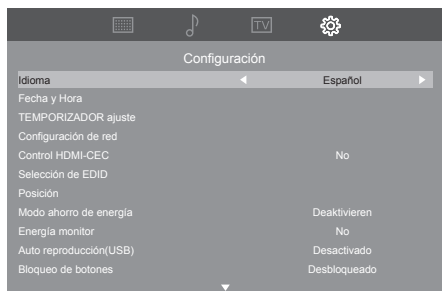 TV
Configuración
Idioma Español
Fecha y Hora
TEMPORIZADOR ajuste
Configuración de red
Control HDMI-CEC No
Selección de EDID
Posición
Modo ahorro de energía Deaktivieren
Energía monitor No
Auto reproducción(USB) Desactivado
Bloqueo de botones Desbloqueado